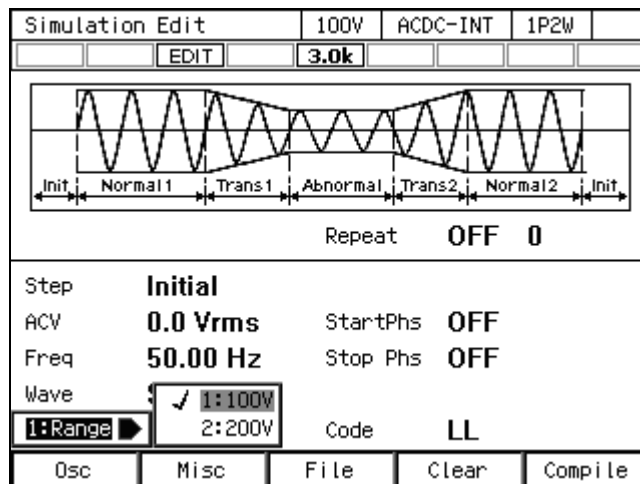 Simulation Edit 100V ACDC-INT 1P2W
EDIT 3.0k
Init Normal1 Trans1 Abnormal Trans2 Normal2 Init
Repeat OFF 0
Step Initial
ACV 0.0 Vrms StartPhs OFF
Freq 50.00 Hz Stop Phs OFF
Wave
1:Range ✓ 1:100V
2:200V
Code LL
Osc Misc File Clear Compile